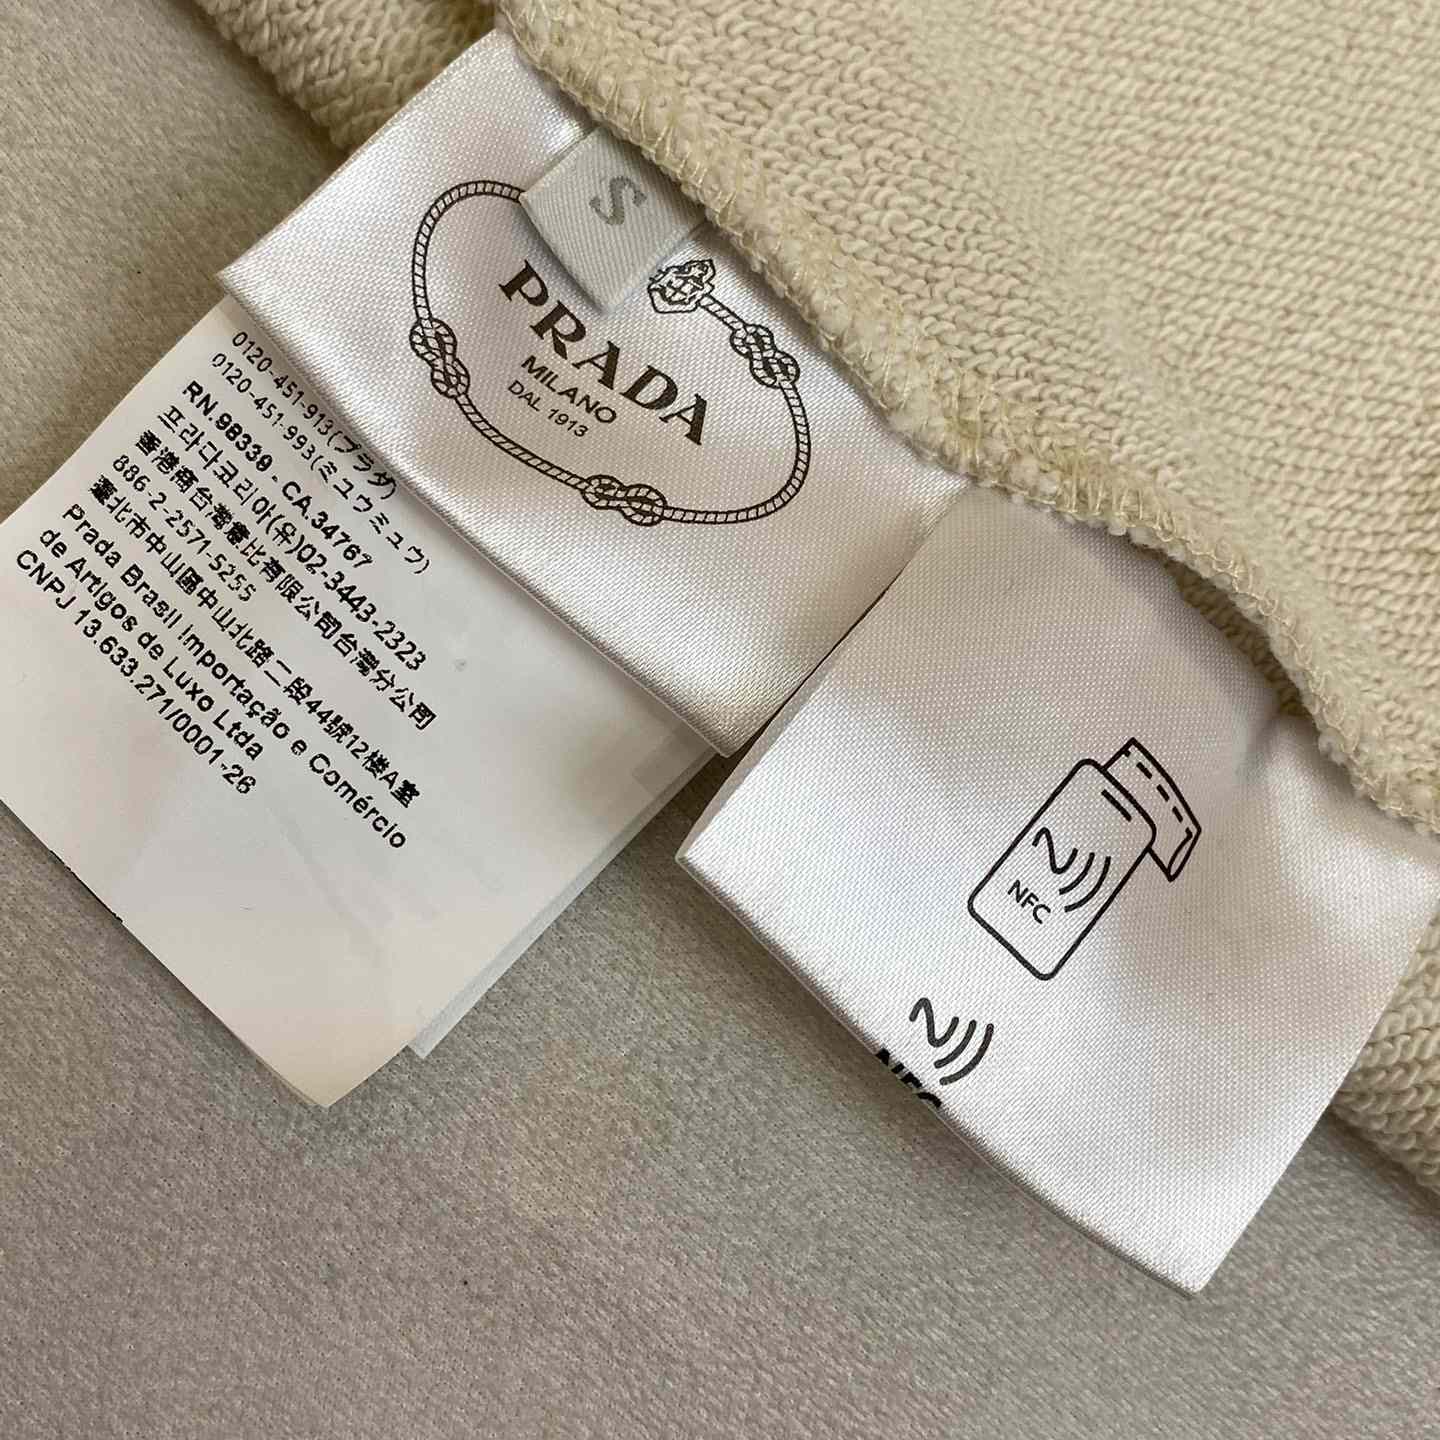 S
PRADA
MILANO
DAL 1913
0120-451-913(プラダ)
0120-451-993(ミュウミュウ)
RN.98339 - CA.34767
프라다코리아(유)02-3443-2323
香港商台灣普比有限公司台灣分公司
886-2-2571-5255
臺北市中山區中山北路二段44號12樓A室
Prada Brasil Importação e Comércio
de Artigos de Luxo Ltda
CNPJ 13.633.271/0001-26
NFC
NFC